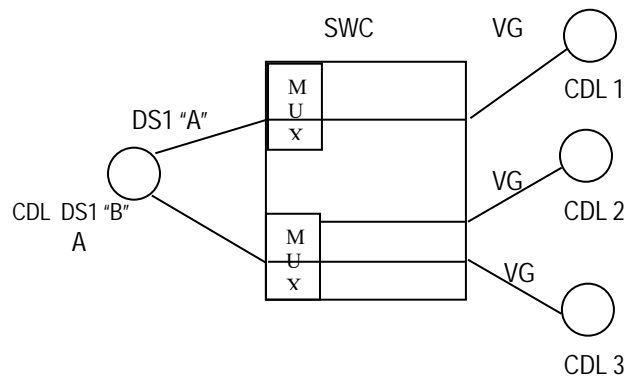 SWC
VG
CDL 1
M
U
X
DS1 “A”
CDL DS1 “B”
A
VG
CDL 2
M
U
X
VG
CDL 3